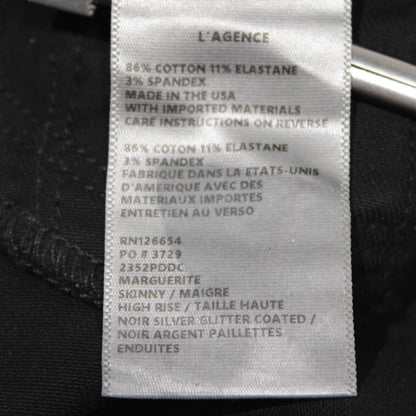 L'AGENCE
86% COTTON 11% ELASTANE
3% SPANDEX
MADE IN THE USA
WITH IMPORTED MATERIALS
CARE INSTRUCTIONS ON REVERSE
86% COTTON 11% ELASTANE
3% SPANDEX
FABRIQUE DANS LA ETATS-UNIS
D'AMERIQUE AVEC DES
MATERIAUX IMPORTES
ENTRETIEN AU VERSO
RN126654
PO # 3729
2352PDDC
MARGUERITE
SKINNY / MAIGRE
HIGH RISE / TAILLE HAUTE
NOIR SILVER GLITTER COATED /
NOIR ARGENT PAILLETTES
ENDUITES